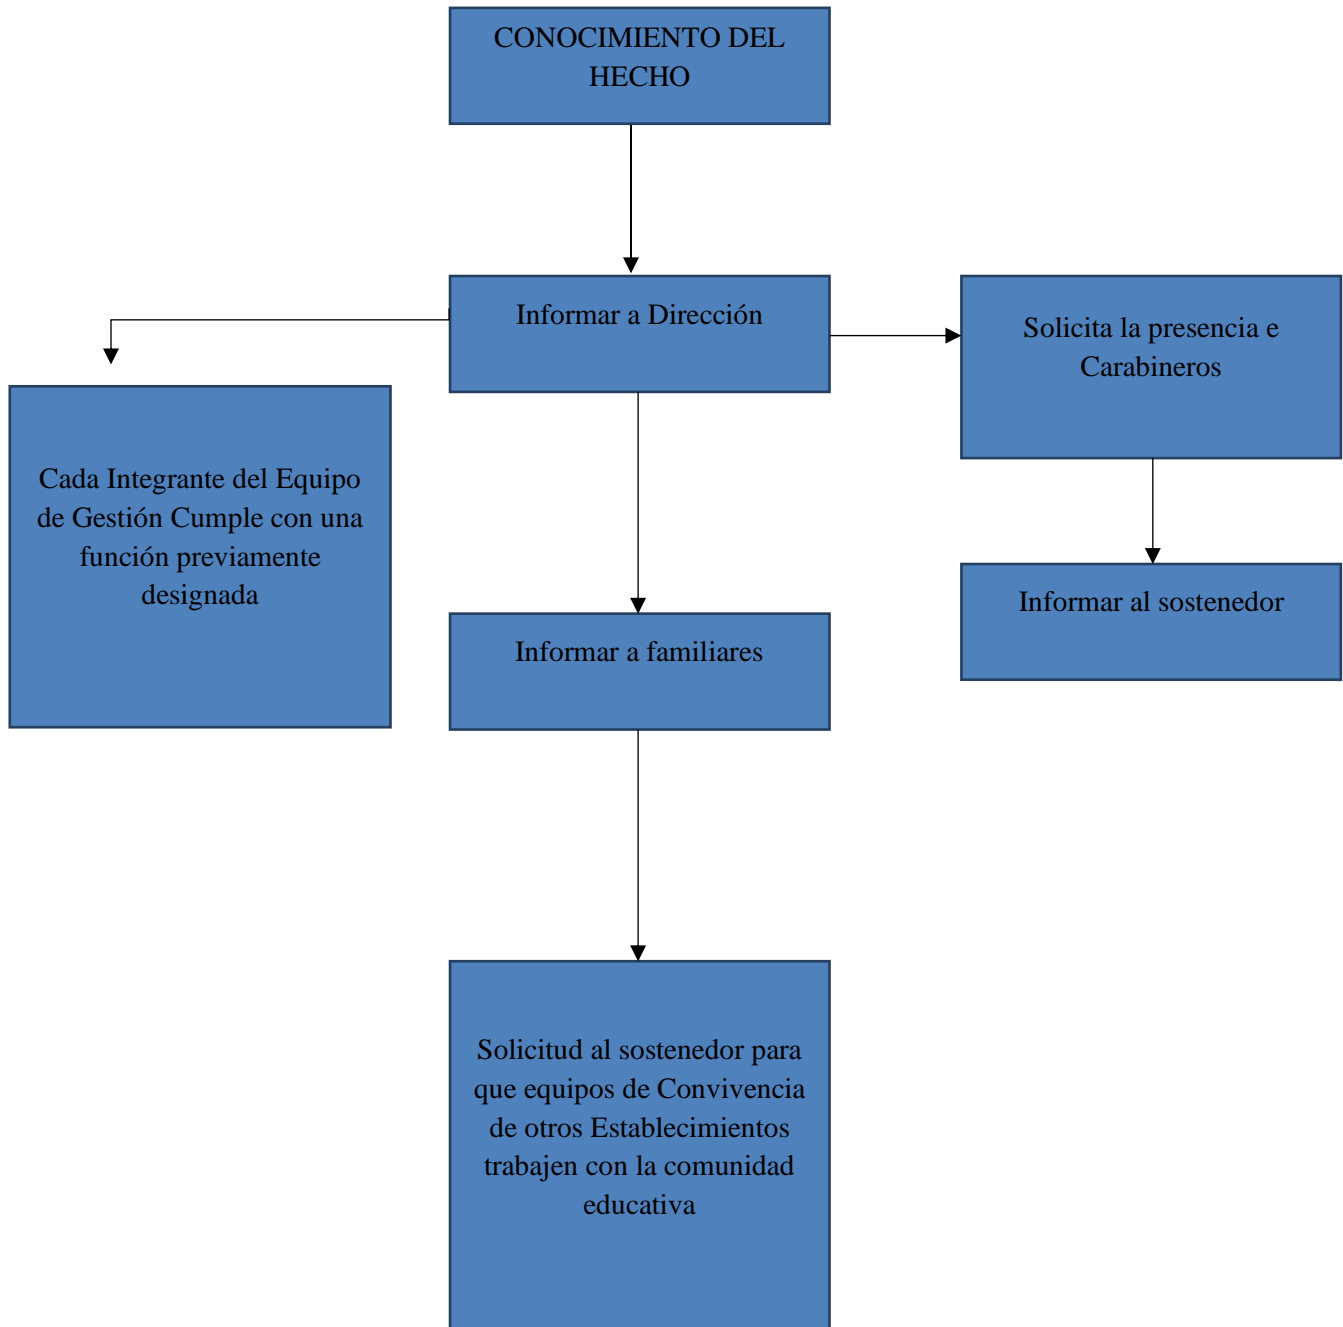 CONOCIMIENTO DEL
HECHO
Informar a Dirección
Solicita la presencia e
Carabineros
Cada Integrante del Equipo
de Gestión Cumple con una
función previamente
designada
Informar al sostenedor
Informar a familiares
Solicitud al sostenedor para
que equipos de Convivencia
de otros Establecimientos
trabajen con la comunidad
educativa